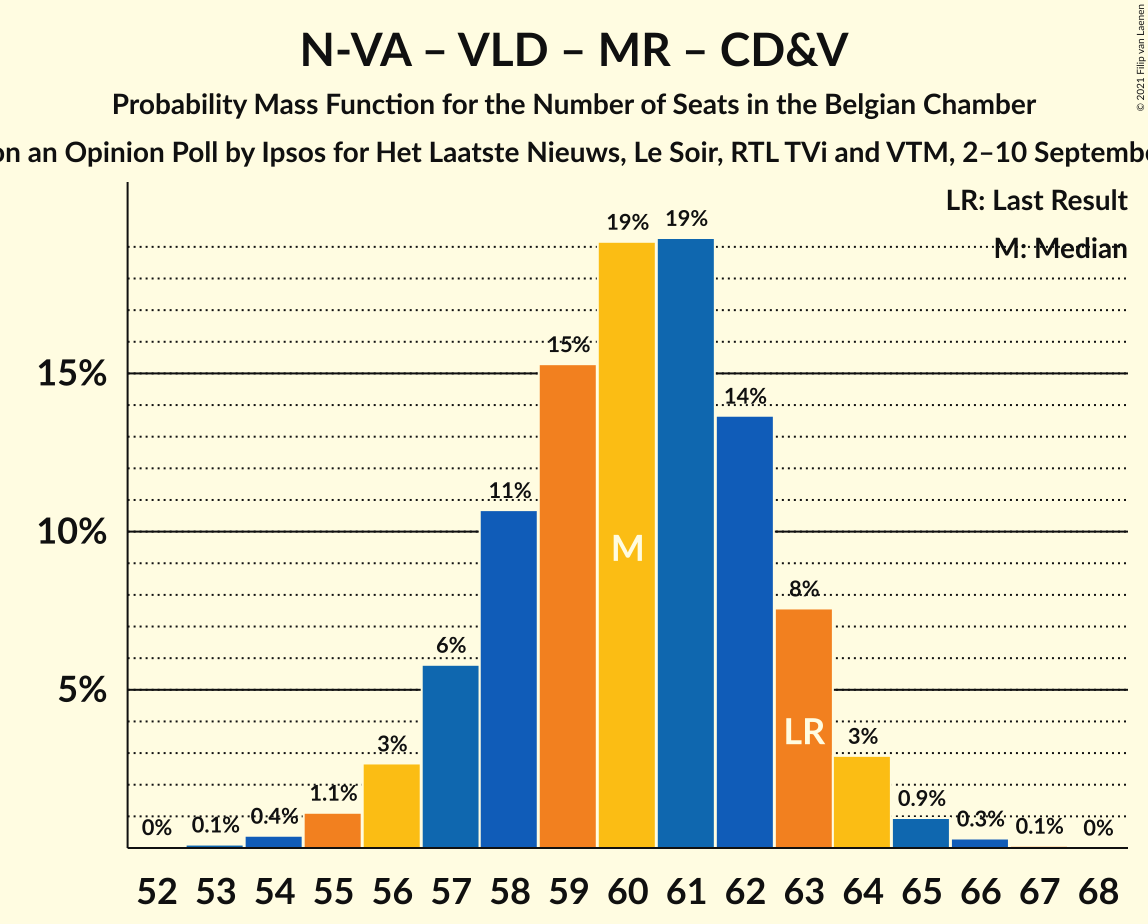 N-VA – VLD – MR – CD&V
Probability Mass Function for the Number of Seats in the Belgian Chamber
on an Opinion Poll by Ipsos for Het Laatste Nieuws, Le Soir, RTL TVi and VTM, 2–10 Septembe
© 2021 Filip van Laenen
LR: Last Result
M: Median
19% 19%
15%
15%
14%
11%
10%
M
8%
6%
5%
LR
3% 3%
1.1% 0.9%
0% 0.1% 0.4% 0.3% 0.1% 0%
52 53 54 55 56 57 58 59 60 61 62 63 64 65 66 67 68